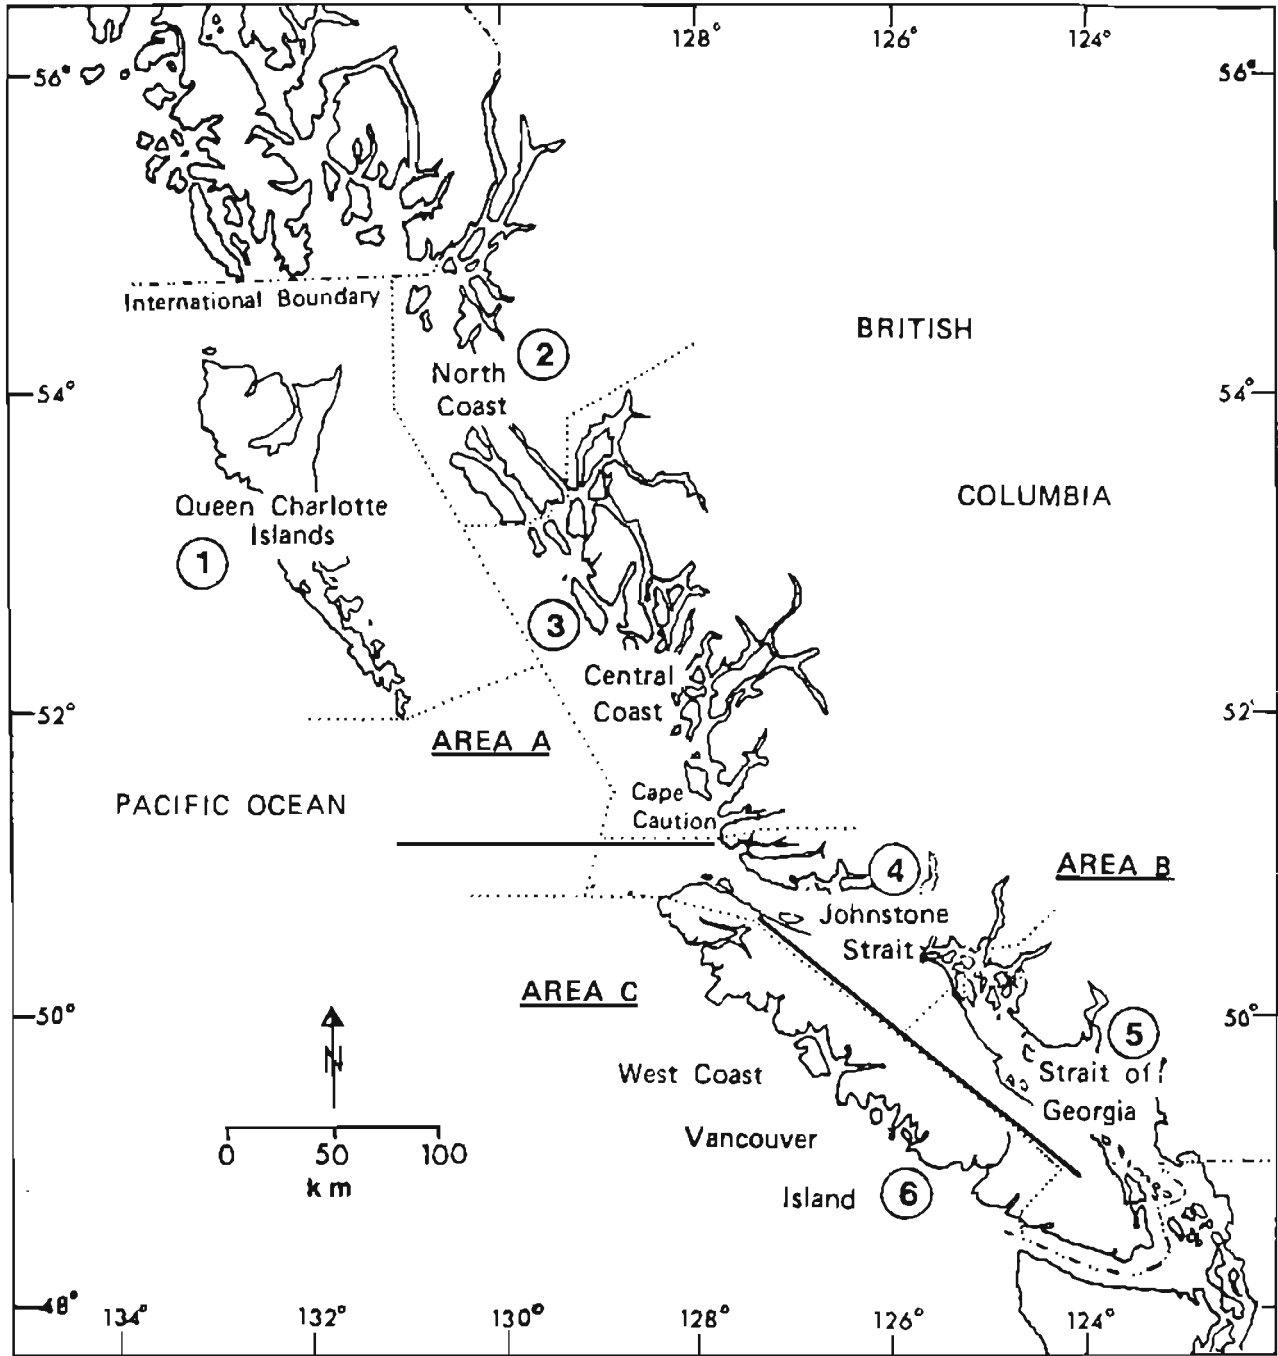 128° 126° 124°
56° 56°
International Boundary
BRITISH
2
North
Coast
54° 54°
COLUMBIA
Queen Charlotte
Islands
1
3
Central
Coast
52° 52°
AREA A
PACIFIC OCEAN
Cape
Caution
4
AREA B
Johnstone
Strait
AREA C
50° 50°
N
5
West Coast
Strait of
Georgia
Vancouver
0 50 100
km
Island
6
48°
134° 132° 130° 128° 126° 124°